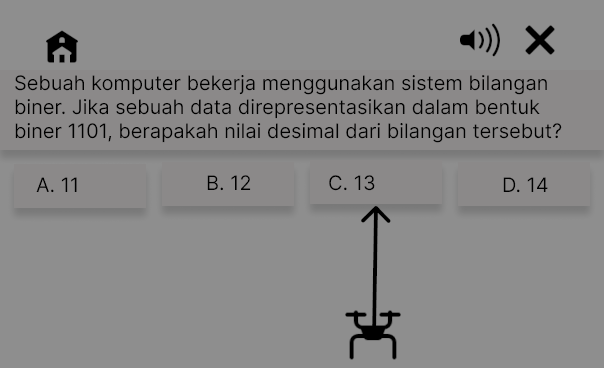 Sebuah komputer bekerja menggunakan sistem bilangan
biner. Jika sebuah data direpresentasikan dalam bentuk
biner 1101, berapakah nilai desimal dari bilangan tersebut?
A. 11
B. 12
C. 13
D. 14